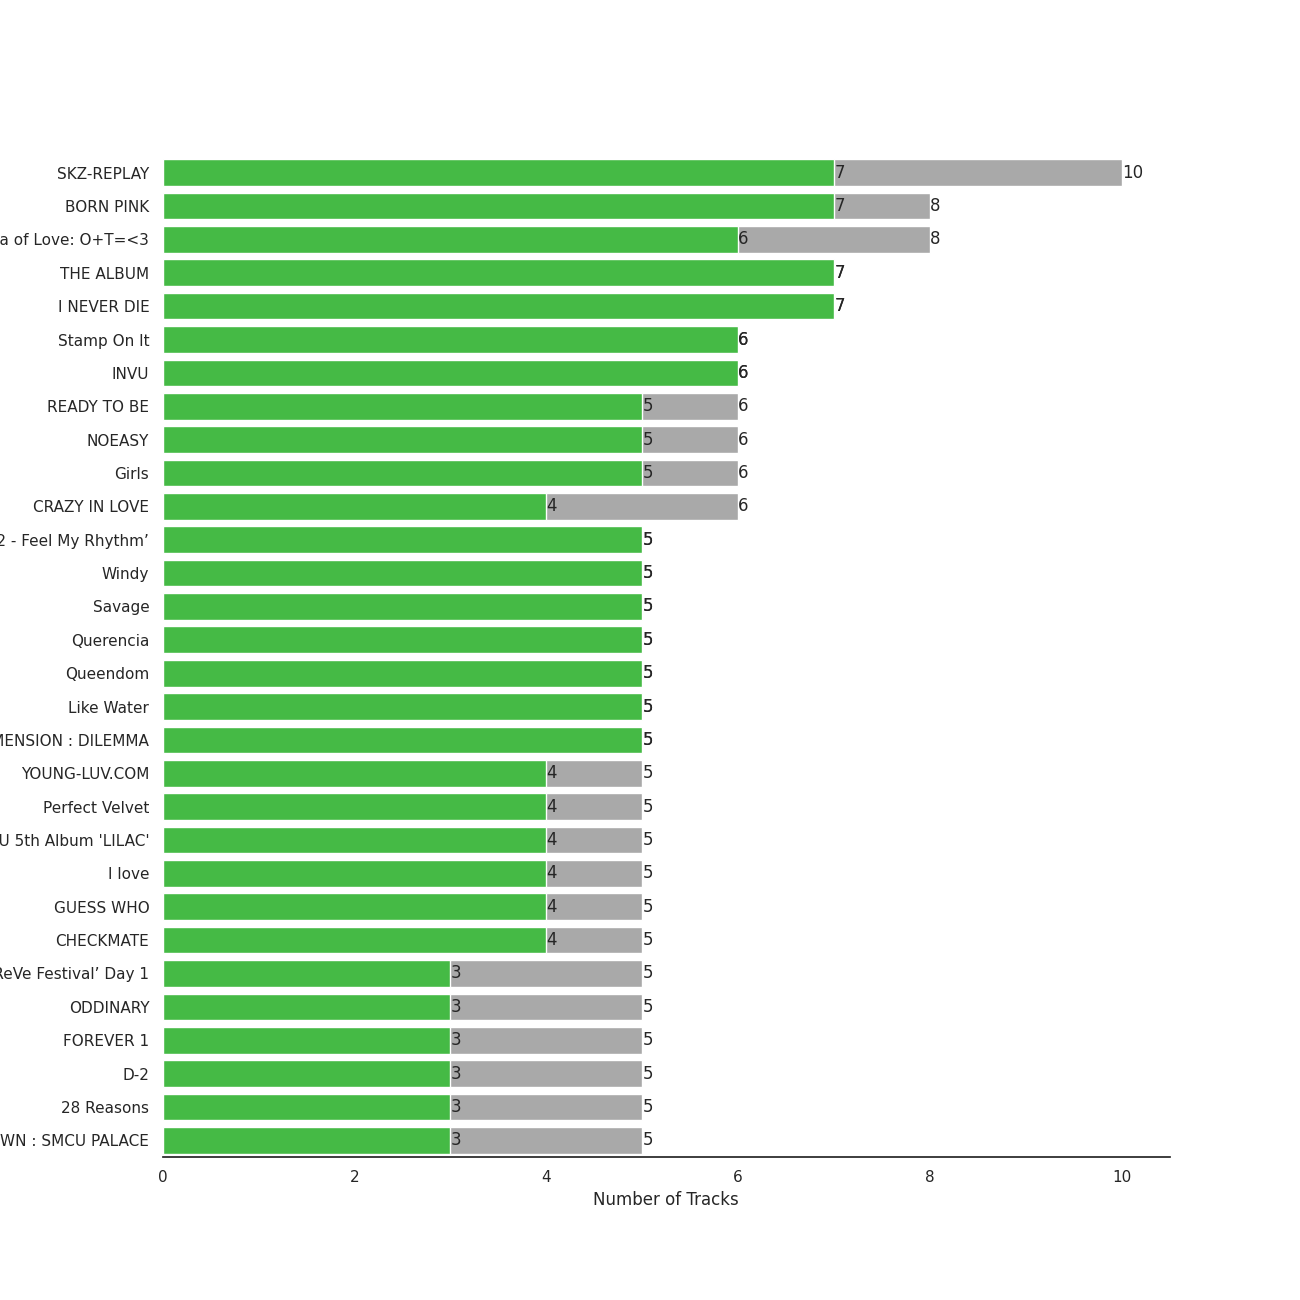 SKZ-REPLAY 7 10
BORN PINK 7 8
a of Love: O+T=<3 6 8
THE ALBUM 7
I NEVER DIE 7
Stamp On It 6
INVU 6
READY TO BE 5 6
NOEASY 5 6
Girls 5 6
CRAZY IN LOVE 4 6
2 - Feel My Rhythm’ 5
Windy 5
Savage 5
Querencia 5
Queendom 5
Like Water 5
MENSION : DILEMMA 5
YOUNG-LUV.COM 4 5
Perfect Velvet 4 5
U 5th Album 'LILAC' 4 5
I love 4 5
GUESS WHO 4 5
CHECKMATE 4 5
ReVe Festival’ Day 1 3 5
ODDINARY 3 5
FOREVER 1 3 5
D-2 3 5
28 Reasons 3 5
WN : SMCU PALACE 3 5
0 2 4 6 8 10
Number of Tracks